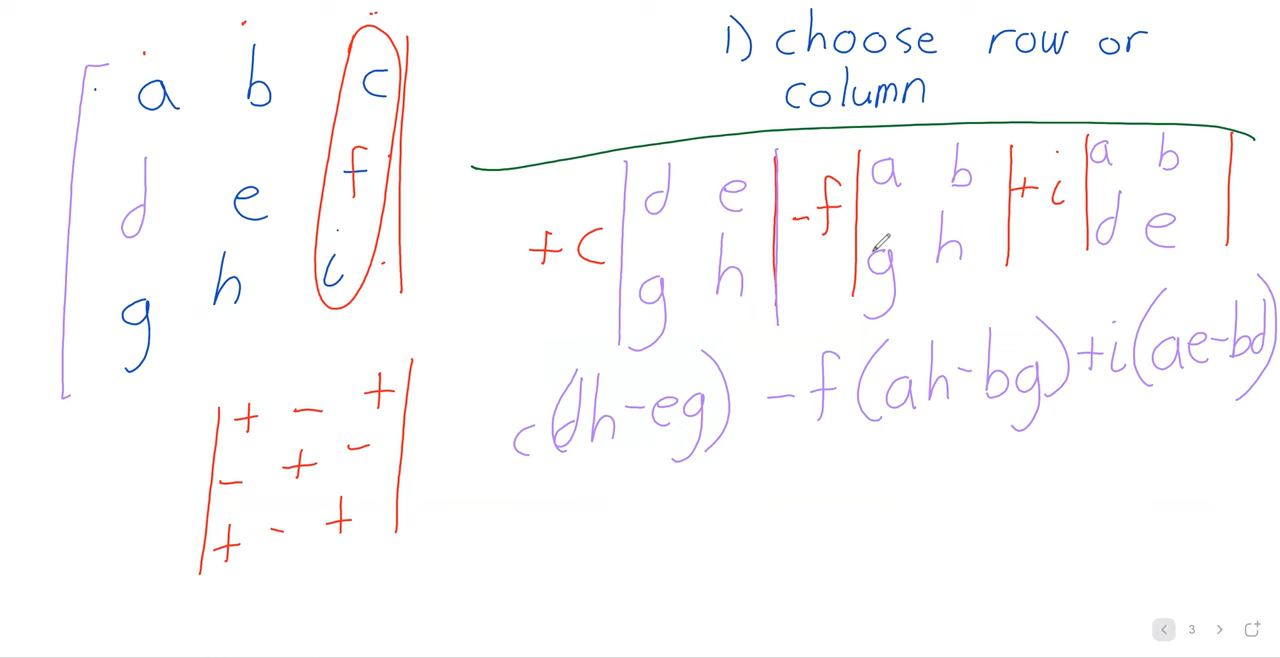 1) choose row or
column
a b c
d e f
g h i
+c |d e| -f |a b| +i |a b|
|g h| |g h| |d e|
c(dh-eg) -f(ah-bg)+i(ae-bd)
+ - +
- + -
+ - +
3